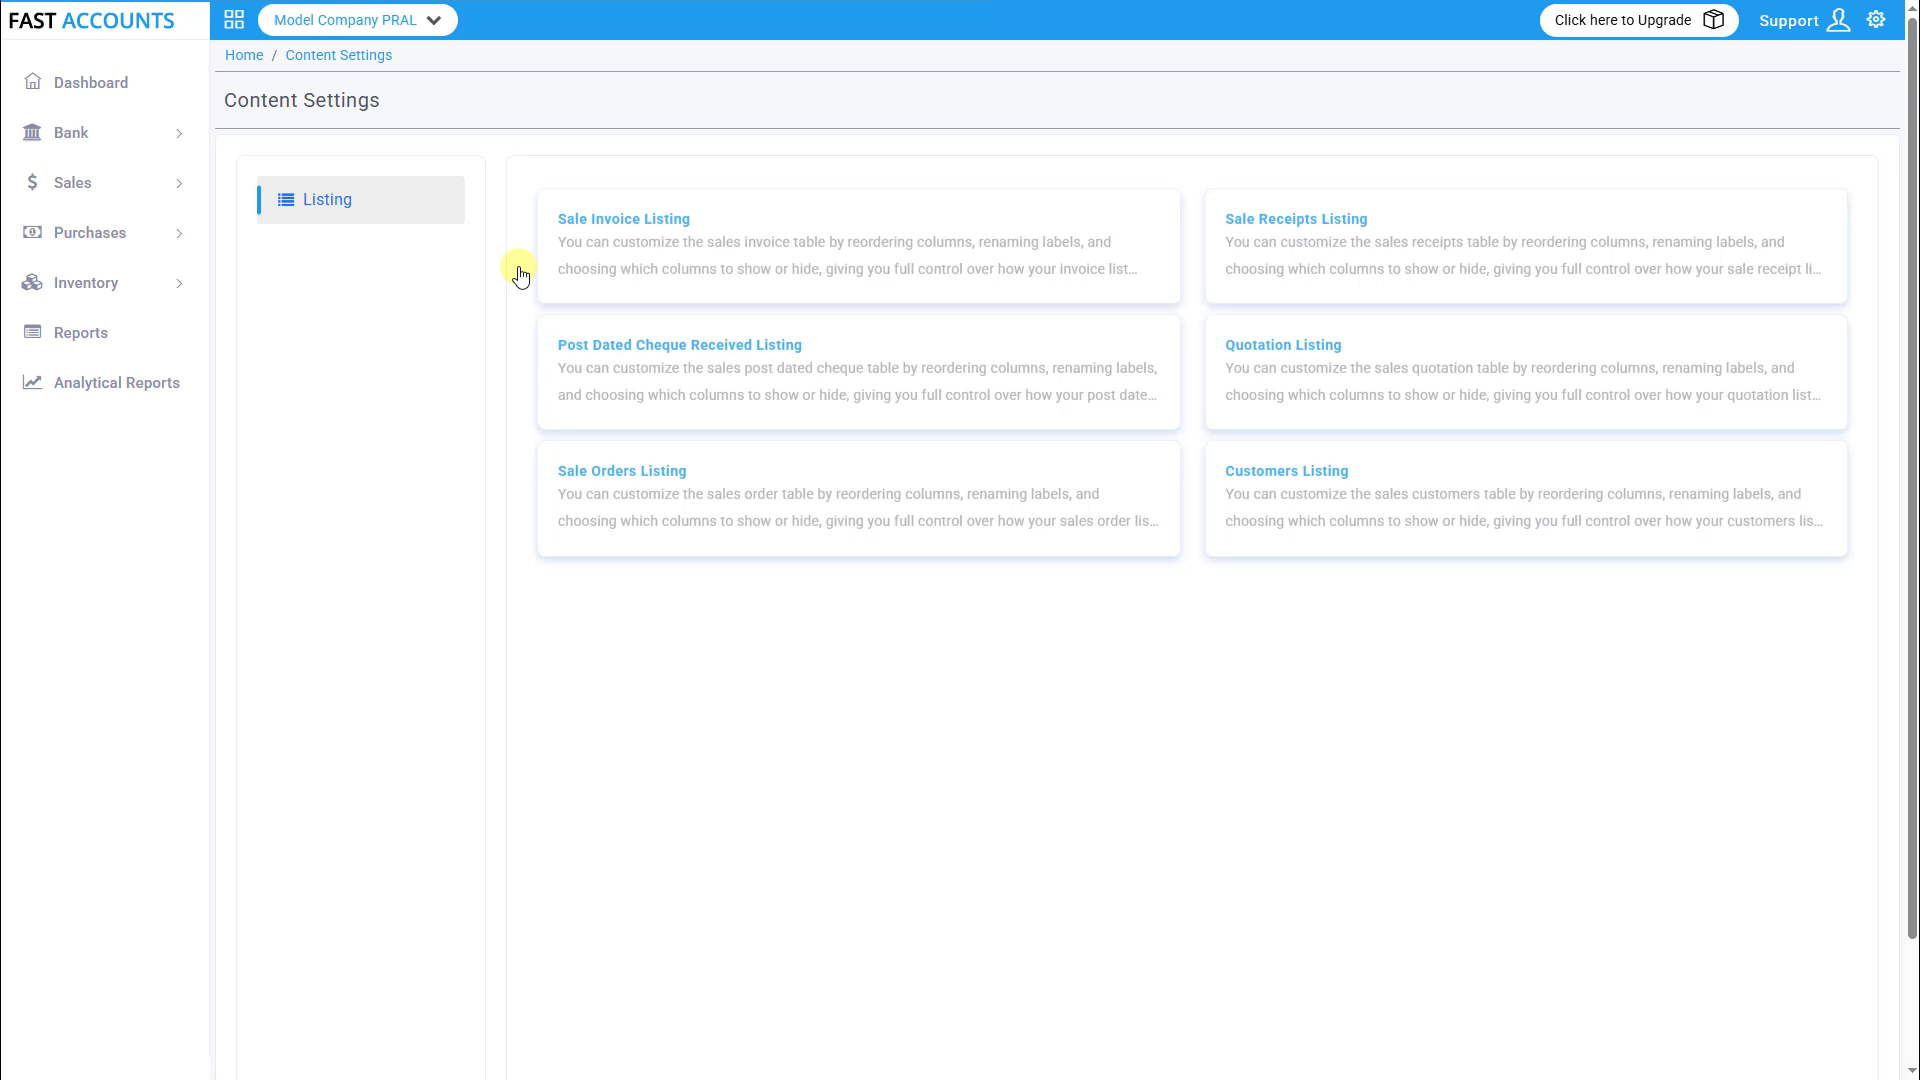 FAST ACCOUNTS
Model Company PRAL
Click here to Upgrade
Support
Home / Content Settings
Content Settings
Dashboard
Bank
Sales
Purchases
Inventory
Reports
Analytical Reports
Listing
Sale Invoice Listing
You can customize the sales invoice table by reordering columns, renaming labels, and
choosing which columns to show or hide, giving you full control over how your invoice list...
Sale Receipts Listing
You can customize the sales receipts table by reordering columns, renaming labels, and
choosing which columns to show or hide, giving you full control over how your sale receipt li...
Post Dated Cheque Received Listing
You can customize the sales post dated cheque table by reordering columns, renaming labels,
and choosing which columns to show or hide, giving you full control over how your post date...
Quotation Listing
You can customize the sales quotation table by reordering columns, renaming labels, and
choosing which columns to show or hide, giving you full control over how your quotation list...
Sale Orders Listing
You can customize the sales order table by reordering columns, renaming labels, and
choosing which columns to show or hide, giving you full control over how your sales order lis...
Customers Listing
You can customize the sales customers table by reordering columns, renaming labels, and
choosing which columns to show or hide, giving you full control over how your customers lis...